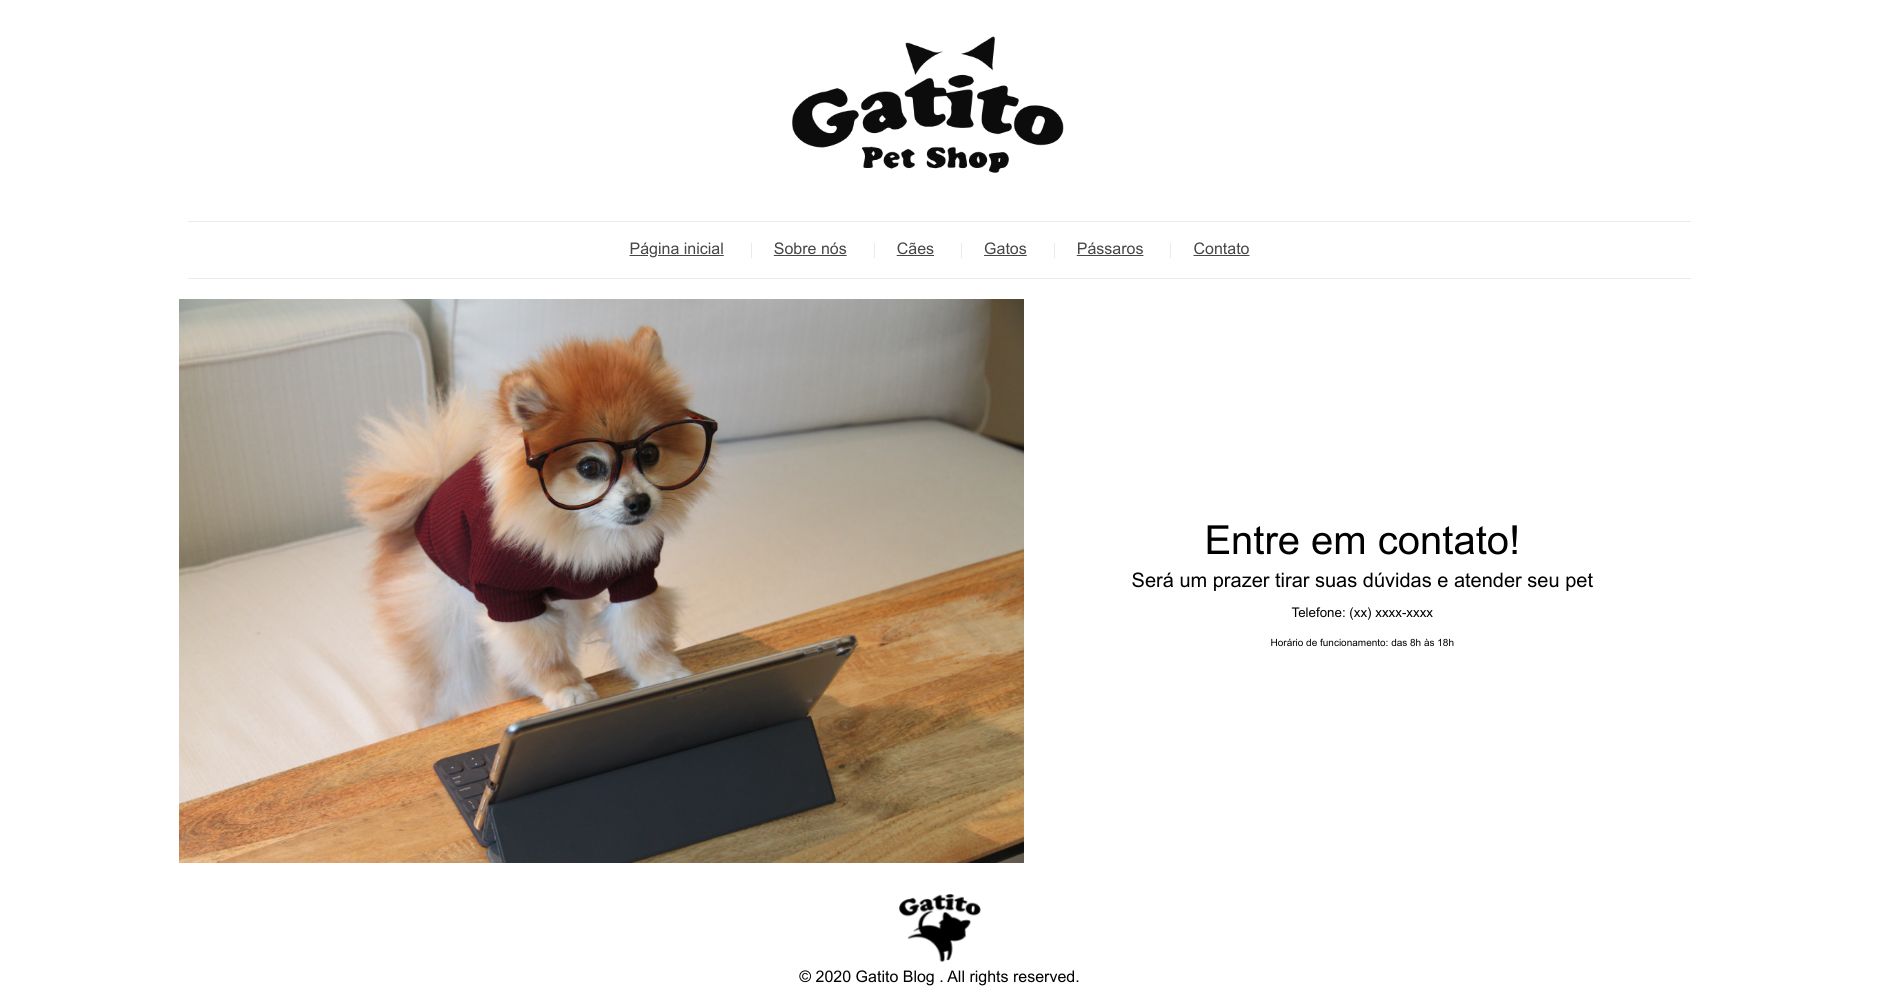 Gatito
Pet Shop
Página inicial
Sobre nós
Cães
Gatos
Pássaros
Contato
Entre em contato!
Será um prazer tirar suas dúvidas e atender seu pet
Telefone: (xx) xxxx-xxxx
Horário de funcionamento: das 8h às 18h
Gatito
© 2020 Gatito Blog . All rights reserved.